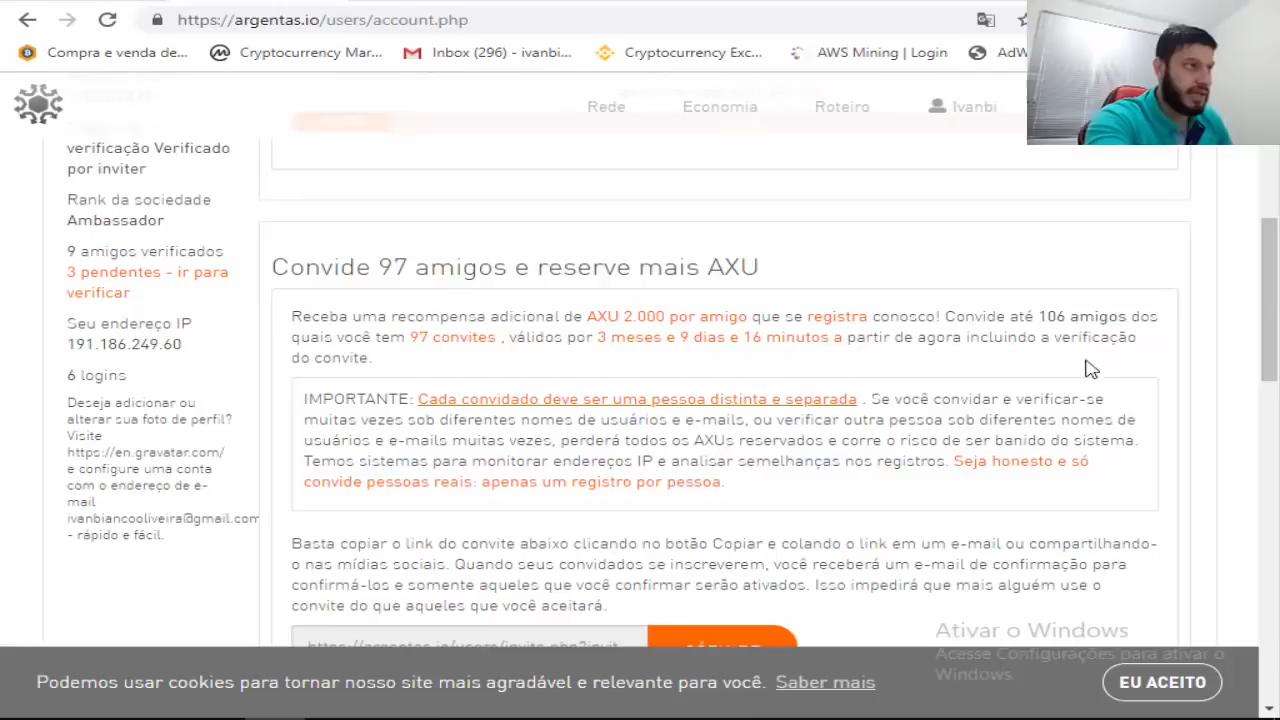 https://argentas.io/users/account.php
Compra e venda de...
Cryptocurrency Mar...
Inbox (296) - ivanbi...
Cryptocurrency Exc...
AWS Mining | Login
AdW
Rede
Economia
Roteiro
Ivanbi
verificação Verificado
por inviter
Rank da sociedade
Ambassador
9 amigos verificados
3 pendentes - ir para
verificar
Seu endereço IP
191.186.249.60
6 logins
Deseja adicionar ou
alterar sua foto de perfil?
Visite
https://en.gravatar.com/
e configure uma conta
com o endereço de e-
mail
ivanbiancooliveira@gmail.com
- rápido e fácil.
Convide 97 amigos e reserve mais AXU
Receba uma recompensa adicional de AXU 2.000 por amigo que se registra conosco! Convide até 106 amigos dos
quais você tem 97 convites , válidos por 3 meses e 9 dias e 16 minutos a partir de agora incluindo a verificação
do convite.
IMPORTANTE: Cada convidado deve ser uma pessoa distinta e separada . Se você convidar e verificar-se
muitas vezes sob diferentes nomes de usuários e e-mails, ou verificar outra pessoa sob diferentes nomes de
usuários e e-mails muitas vezes, perderá todos os AXUs reservados e corre o risco de ser banido do sistema.
Temos sistemas para monitorar endereços IP e analisar semelhanças nos registros. Seja honesto e só
convide pessoas reais: apenas um registro por pessoa.
Basta copiar o link do convite abaixo clicando no botão Copiar e colando o link em um e-mail ou compartilhando-
o nas mídias sociais. Quando seus convidados se inscreverem, você receberá um e-mail de confirmação para
confirmá-los e somente aqueles que você confirmar serão ativados. Isso impedirá que mais alguém use o
convite do que aqueles que você aceitará.
https://argentas.io/users/invite.php?invit
Ativar o Windows
Acesse Configurações para ativar o
Windows.
Podemos usar cookies para tornar nosso site mais agradável e relevante para você. Saber mais
EU ACEITO